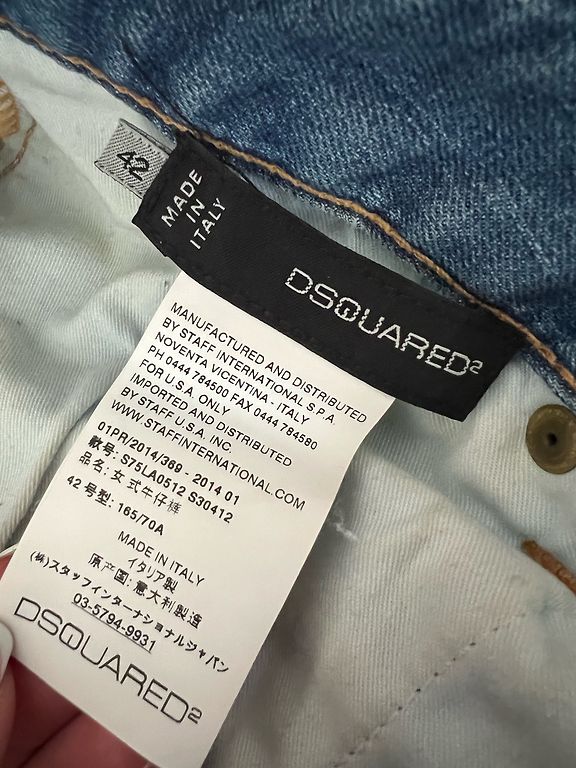 42
MADE
IN
ITALY
DSQUARED2
MANUFACTURED AND DISTRIBUTED
BY STAFF INTERNATIONAL S.P.A.
NOVENTA VICENTINA - ITALY
PH 0444 784500 FAX 0444 784580
FOR U.S.A. ONLY
IMPORTED AND DISTRIBUTED
BY STAFF U.S.A. INC.
WWW.STAFFINTERNATIONAL.COM
01PR/2014/369 - 2014 01
款号: S75LA0512 S30412
品名: 女式牛仔裤
42 号型: 165/70A
MADE IN ITALY
イタリア製
原产国: 意大利製造
(株)スタッフインターナショナルジャパン
03-5794-9931
DSQUARED2